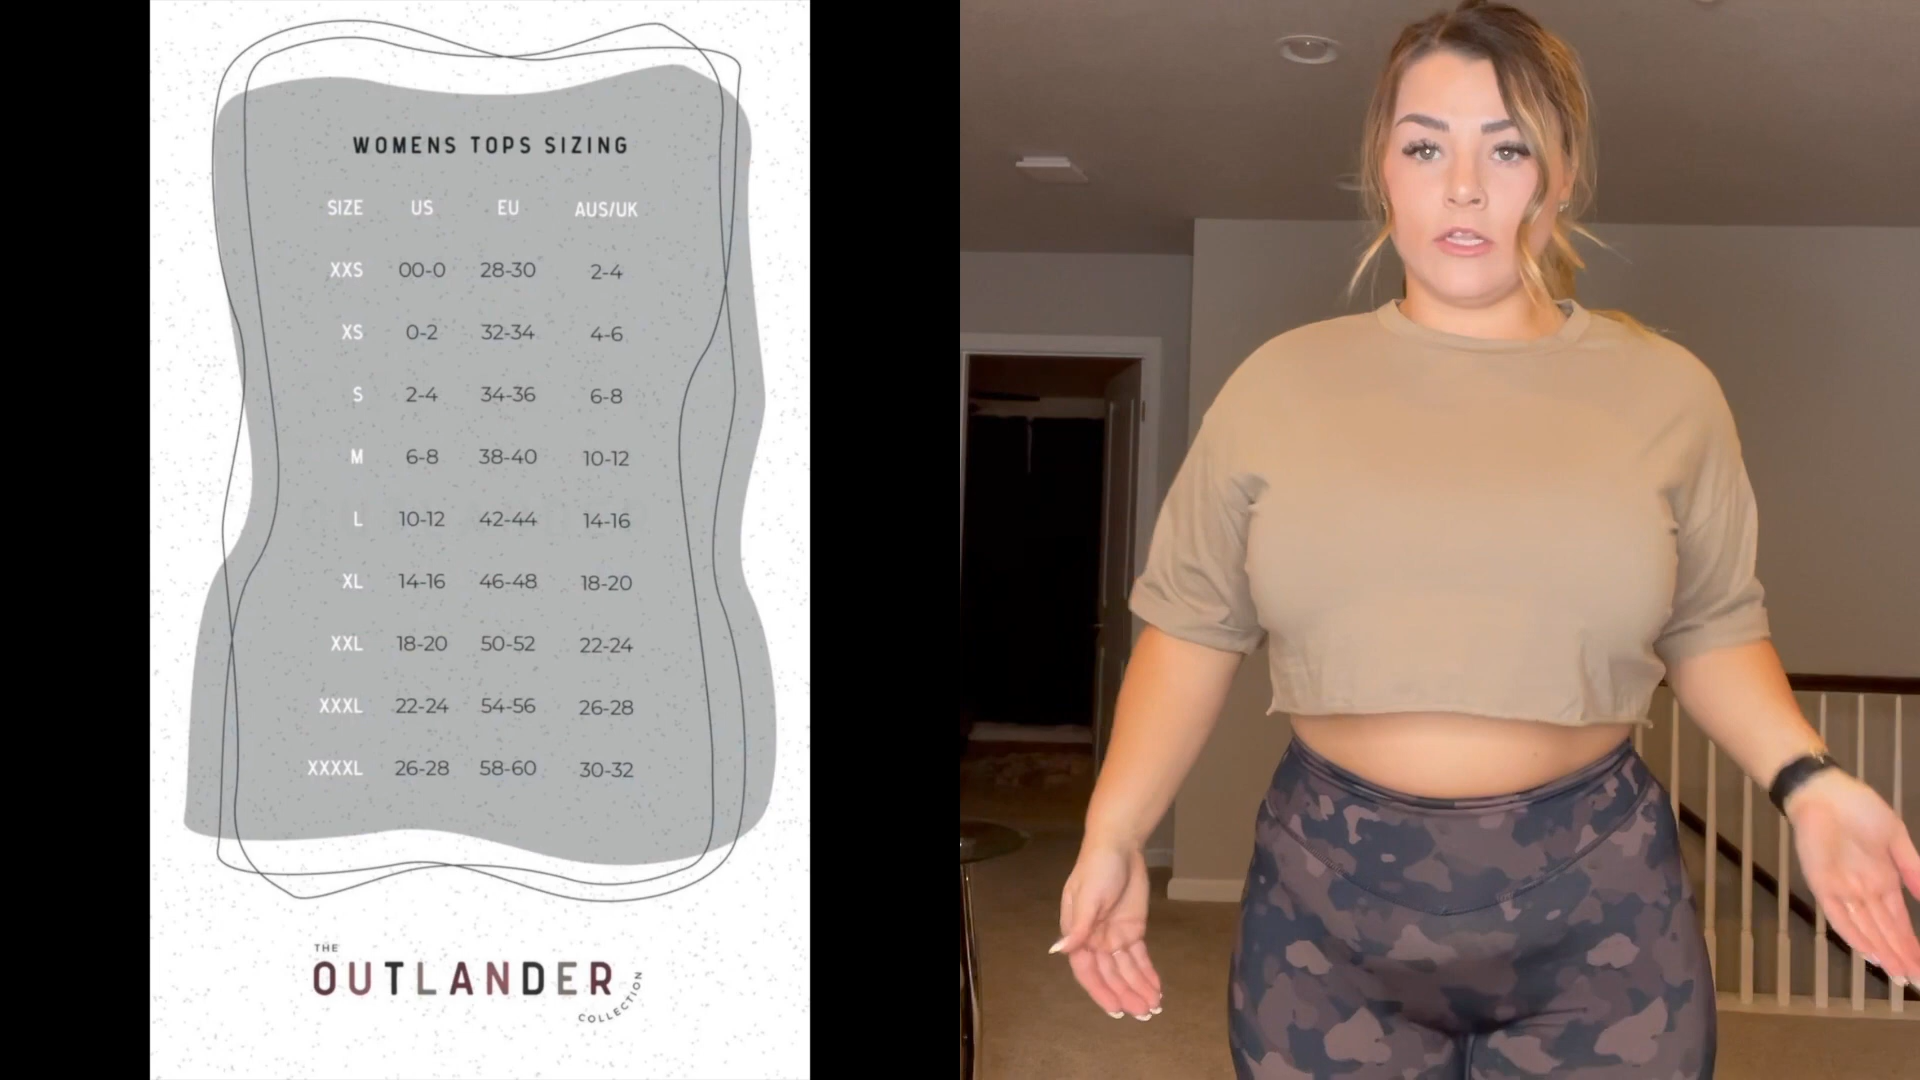 WOMENS TOPS SIZING
SIZE US EU AUS/UK
XXS 00-0 28-30 2-4
XS 0-2 32-34 4-6
S 2-4 34-36 6-8
M 6-8 38-40 10-12
L 10-12 42-44 14-16
XL 14-16 46-48 18-20
XXL 18-20 50-52 22-24
XXXL 22-24 54-56 26-28
XXXXL 26-28 58-60 30-32
THE
OUTLANDER
COLLECTION